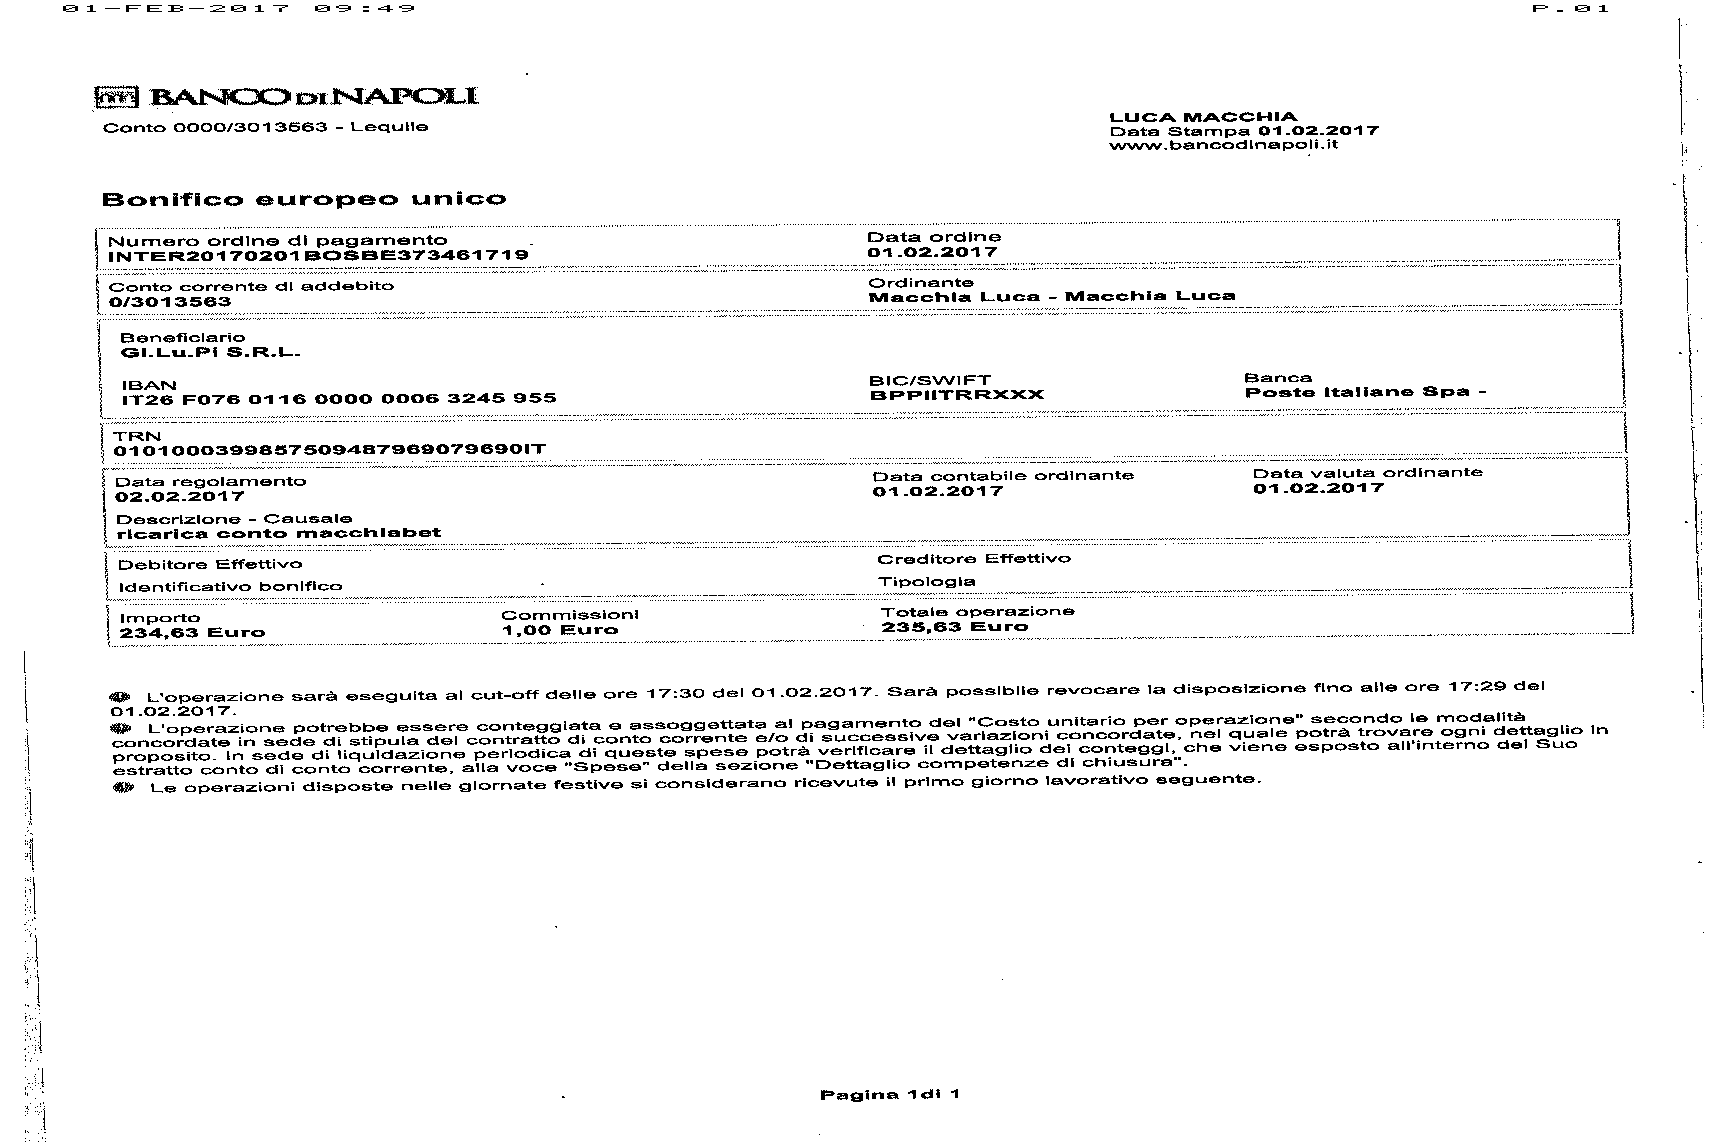 01-FEB-2017 09:49 P.01
BANCO DI NAPOLI
Conto 0000/3013563 - Lequile
LUCA MACCHIA
Data Stampa 01.02.2017
www.bancodinapoli.it
Bonifico europeo unico
Numero ordine di pagamento Data ordine
INTER20170201BOSBE373461719 01.02.2017
Conto corrente di addebito Ordinante
0/3013563 Macchia Luca - Macchia Luca
Beneficiario
Gi.Lu.Pi S.R.L.
IBAN BIC/SWIFT Banca
IT26 F076 0116 0000 0006 3245 955 BPPIITRRXXX Poste Italiane Spa -
TRN
0101000399857509487969079690IT
Data regolamento Data contabile ordinante Data valuta ordinante
02.02.2017 01.02.2017 01.02.2017
Descrizione - Causale
ricarica conto macchiabet
Debitore Effettivo Creditore Effettivo
Identificativo bonifico Tipologia
Importo Commissioni Totale operazione
234,63 Euro 1,00 Euro 235,63 Euro
L'operazione sarà eseguita al cut-off delle ore 17:30 del 01.02.2017. Sarà possibile revocare la disposizione fino alle ore 17:29 del
01.02.2017.
L'operazione potrebbe essere conteggiata e assoggettata al pagamento del "Costo unitario per operazione" secondo le modalità
concordate in sede di stipula del contratto di conto corrente e/o di successive variazioni concordate, nel quale potrà trovare ogni dettaglio in
proposito. In sede di liquidazione periodica di queste spese potrà verificare il dettaglio dei conteggi, che viene esposto all'interno del Suo
estratto conto di conto corrente, alla voce "Spese" della sezione "Dettaglio competenze di chiusura".
Le operazioni disposte nelle giornate festive si considerano ricevute il primo giorno lavorativo seguente.
Pagina 1di 1